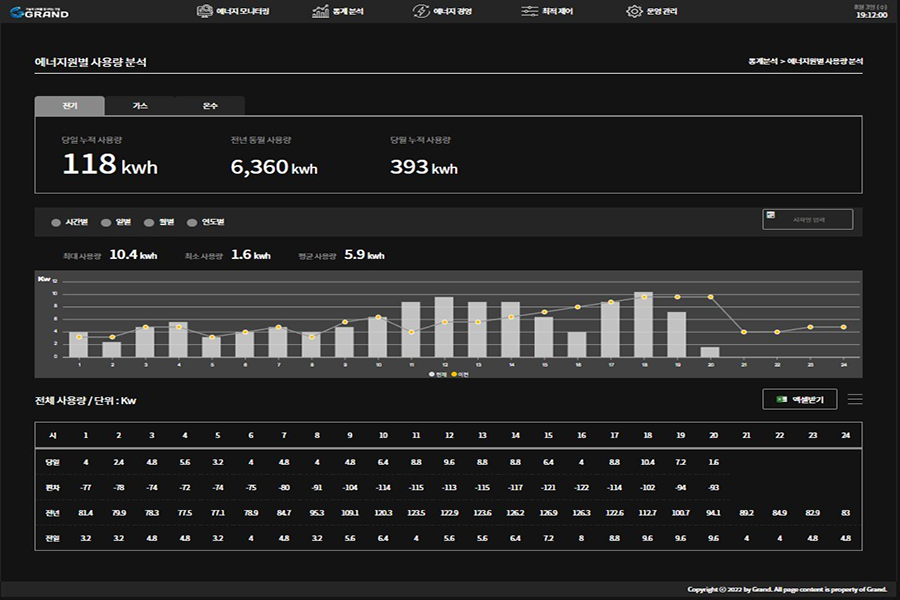 GRAND
에너지 모니터링 통계 분석 에너지 경영 최적 제어 운영 관리
19:12:00
에너지원별 사용량 분석
통계분석 > 에너지원별 사용량 분석
전기 가스 온수
당일 누적 사용량 전년 동월 사용량 당월 누적 사용량
118 kwh 6,360 kwh 393 kwh
시간별 일별 월별 연도별
최대 사용량 10.4 kwh 최소 사용량 1.6 kwh 평균 사용량 5.9 kwh
Kw 12
10
8
6
4
2
0
1 2 3 4 5 6 7 8 9 10 11 12 13 14 15 16 17 18 19 20 21 22 23 24
현재 이전
전체 사용량 / 단위 : Kw
엑셀받기
시 1 2 3 4 5 6 7 8 9 10 11 12 13 14 15 16 17 18 19 20 21 22 23 24
당일 4 2.4 4.8 5.6 3.2 4 4.8 4 4.8 6.4 8.8 9.6 8.8 8.8 6.4 4 8.8 10.4 7.2 1.6
편차 -77 -78 -74 -72 -74 -75 -80 -91 -104 -114 -115 -113 -115 -117 -121 -122 -114 -102 -94 -93
전년 81.4 79.9 78.3 77.5 77.1 78.9 84.7 95.3 109.1 120.3 123.5 122.9 123.6 126.2 126.9 126.3 122.6 112.7 100.7 94.1 89.2 84.9 82.9 83
전일 3.2 3.2 4.8 4.8 3.2 4 4.8 3.2 5.6 6.4 4 5.6 5.6 6.4 7.2 8 8.8 9.6 9.6 9.6 4 4 4.8 4.8
Copyright ⓒ 2022 by Grand. All page content is property of Grand.